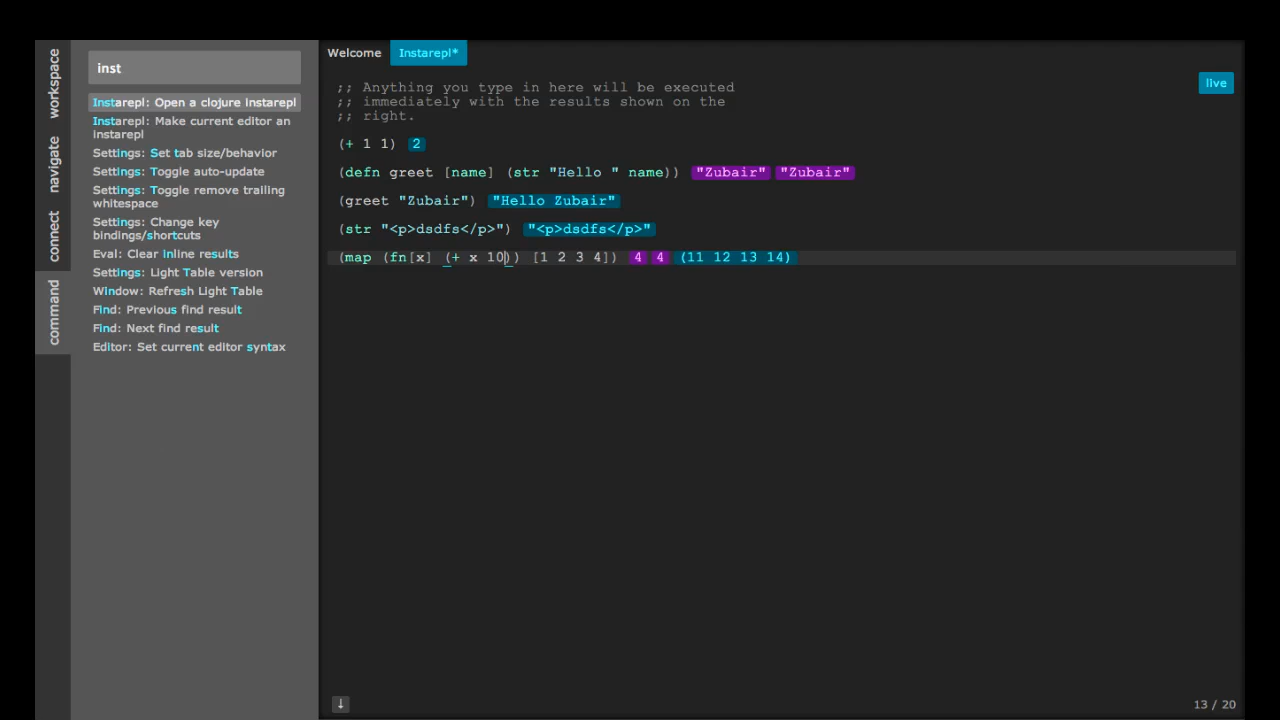 workspace
navigate
connect
command
inst
Instarepl: Open a clojure instarepl
Instarepl: Make current editor an
instarepl
Settings: Set tab size/behavior
Settings: Toggle auto-update
Settings: Toggle remove trailing
whitespace
Settings: Change key
bindings/shortcuts
Eval: Clear inline results
Settings: Light Table version
Window: Refresh Light Table
Find: Previous find result
Find: Next find result
Editor: Set current editor syntax
Welcome Instarepl*
live
;; Anything you type in here will be executed
;; immediately with the results shown on the
;; right.
(+ 1 1) 2
(defn greet [name] (str "Hello " name)) "Zubair" "Zubair"
(greet "Zubair") "Hello Zubair"
(str "<p>dsdfs</p>") "<p>dsdfs</p>"
(map (fn[x] (+ x 10)) [1 2 3 4]) 4 4 (11 12 13 14)
↓
13 / 20